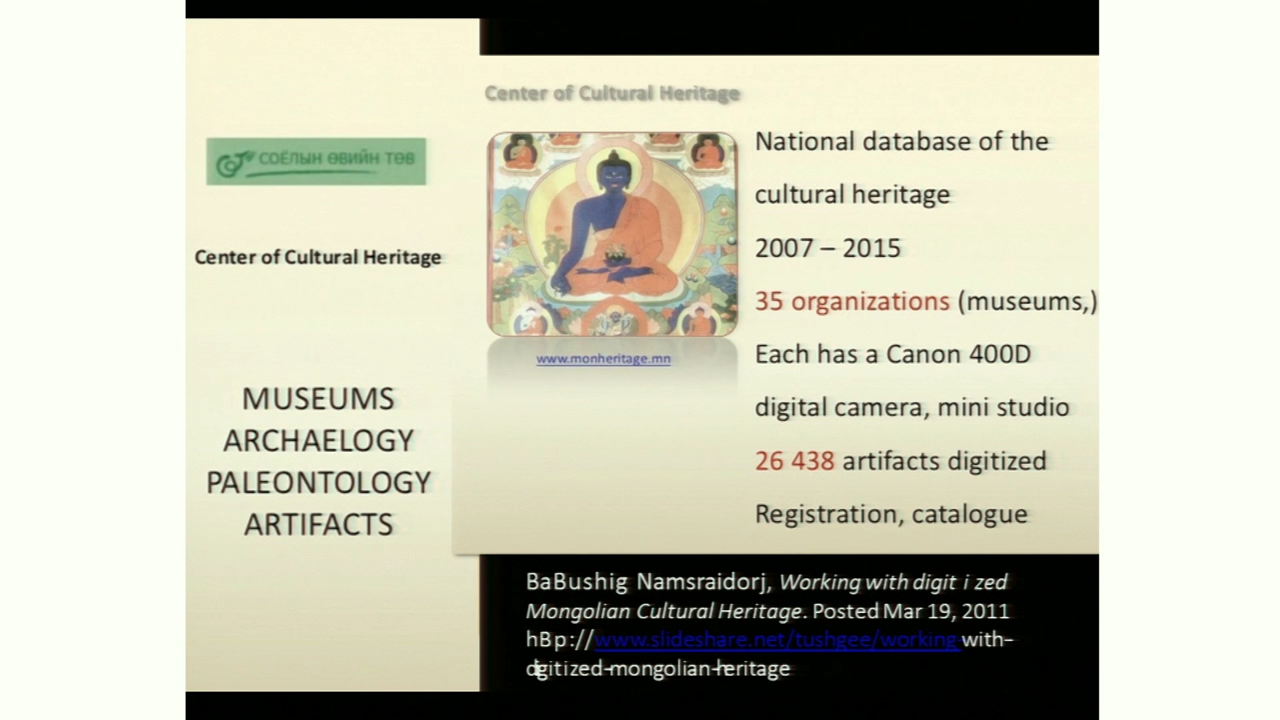 СОЁЛЫН ӨВИЙН ТӨВ
Center of Cultural Heritage
MUSEUMS
ARCHAELOGY
PALEONTOLOGY
ARTIFACTS
Center of Cultural Heritage
www.monheritage.mn
National database of the
cultural heritage
2007 – 2015
35 organizations (museums,)
Each has a Canon 400D
digital camera, mini studio
26 438 artifacts digitized
Registration, catalogue
BaBushig Namsraidorj, Working with digit i zed
Mongolian Cultural Heritage. Posted Mar 19, 2011
hBp://www.slideshare.net/tushgee/working-with-
digitized-mongolian-heritage